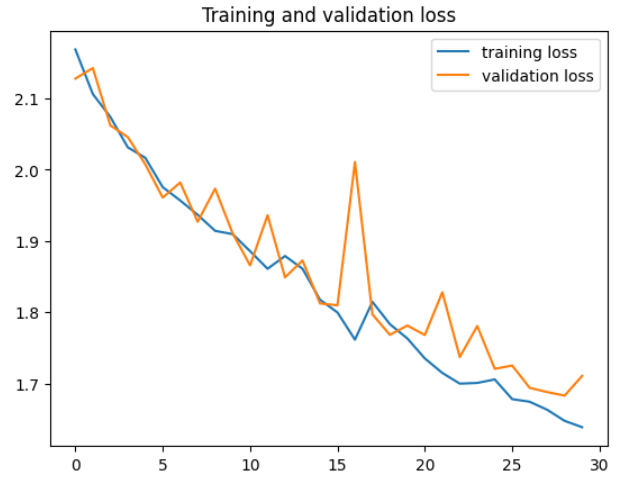 Training and validation loss
training loss
validation loss
2.1
2.0
1.9
1.8
1.7
0 5 10 15 20 25 30